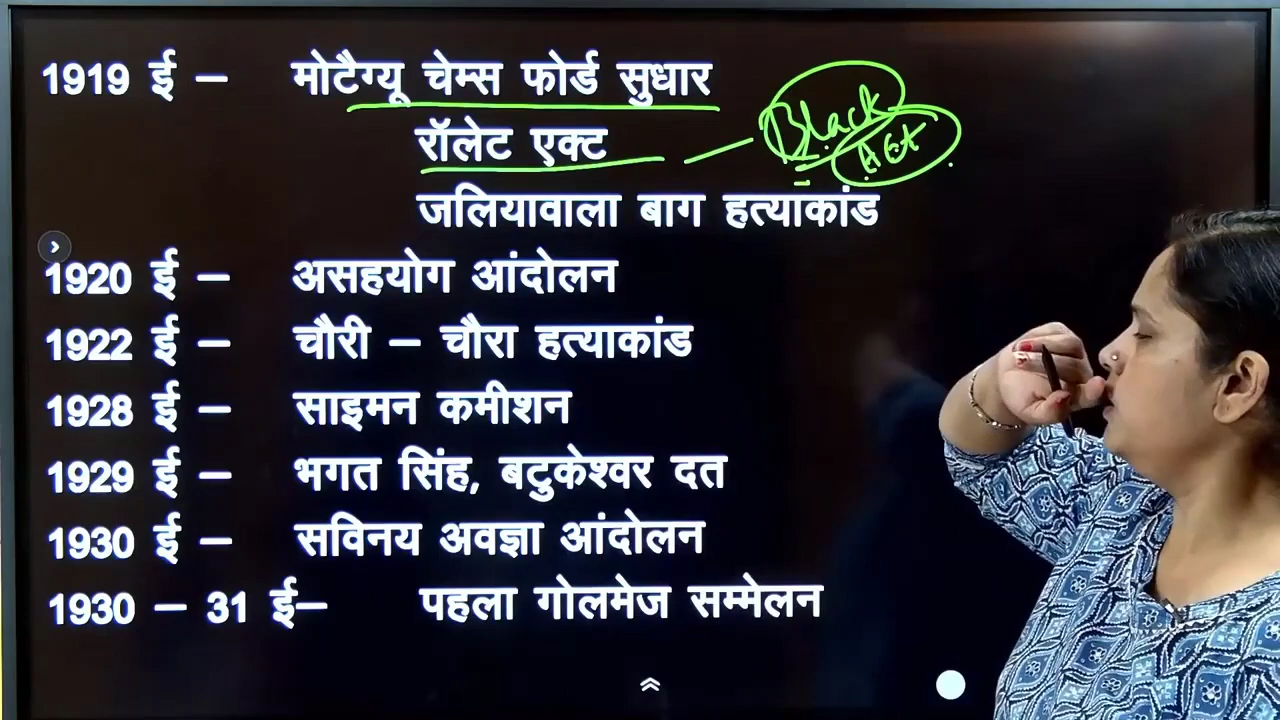 1919 ई – मोटैग्यू चेम्स फोर्ड सुधार
रॉलेट एक्ट – Black Act
जलियावाला बाग हत्याकांड
1920 ई – असहयोग आंदोलन
1922 ई – चौरी – चौरा हत्याकांड
1928 ई – साइमन कमीशन
1929 ई – भगत सिंह, बटुकेश्वर दत
1930 ई – सविनय अवज्ञा आंदोलन
1930 – 31 ई– पहला गोलमेज सम्मेलन